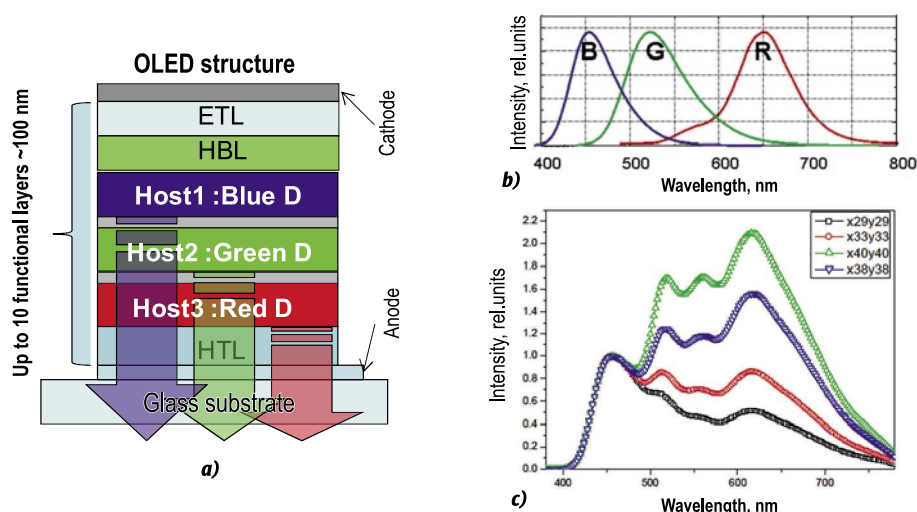 OLED structure
Up to 10 functional layers ~100 nm
Cathode
ETL
HBL
Host1 :Blue D
Host2 :Green D
Host3 :Red D
Anode
HTL
Glass substrate
a)
b)
Intensity, rel.units
B
G
R
400 500 600 700 800
Wavelength, nm
c)
Intensity, rel.units
2.2
2.0
1.8
1.6
1.4
1.2
1.0
0.8
0.6
0.4
0.2
0.0
x29y29
x33y33
x40y40
x38y38
400 500 600 700
Wavelength, nm